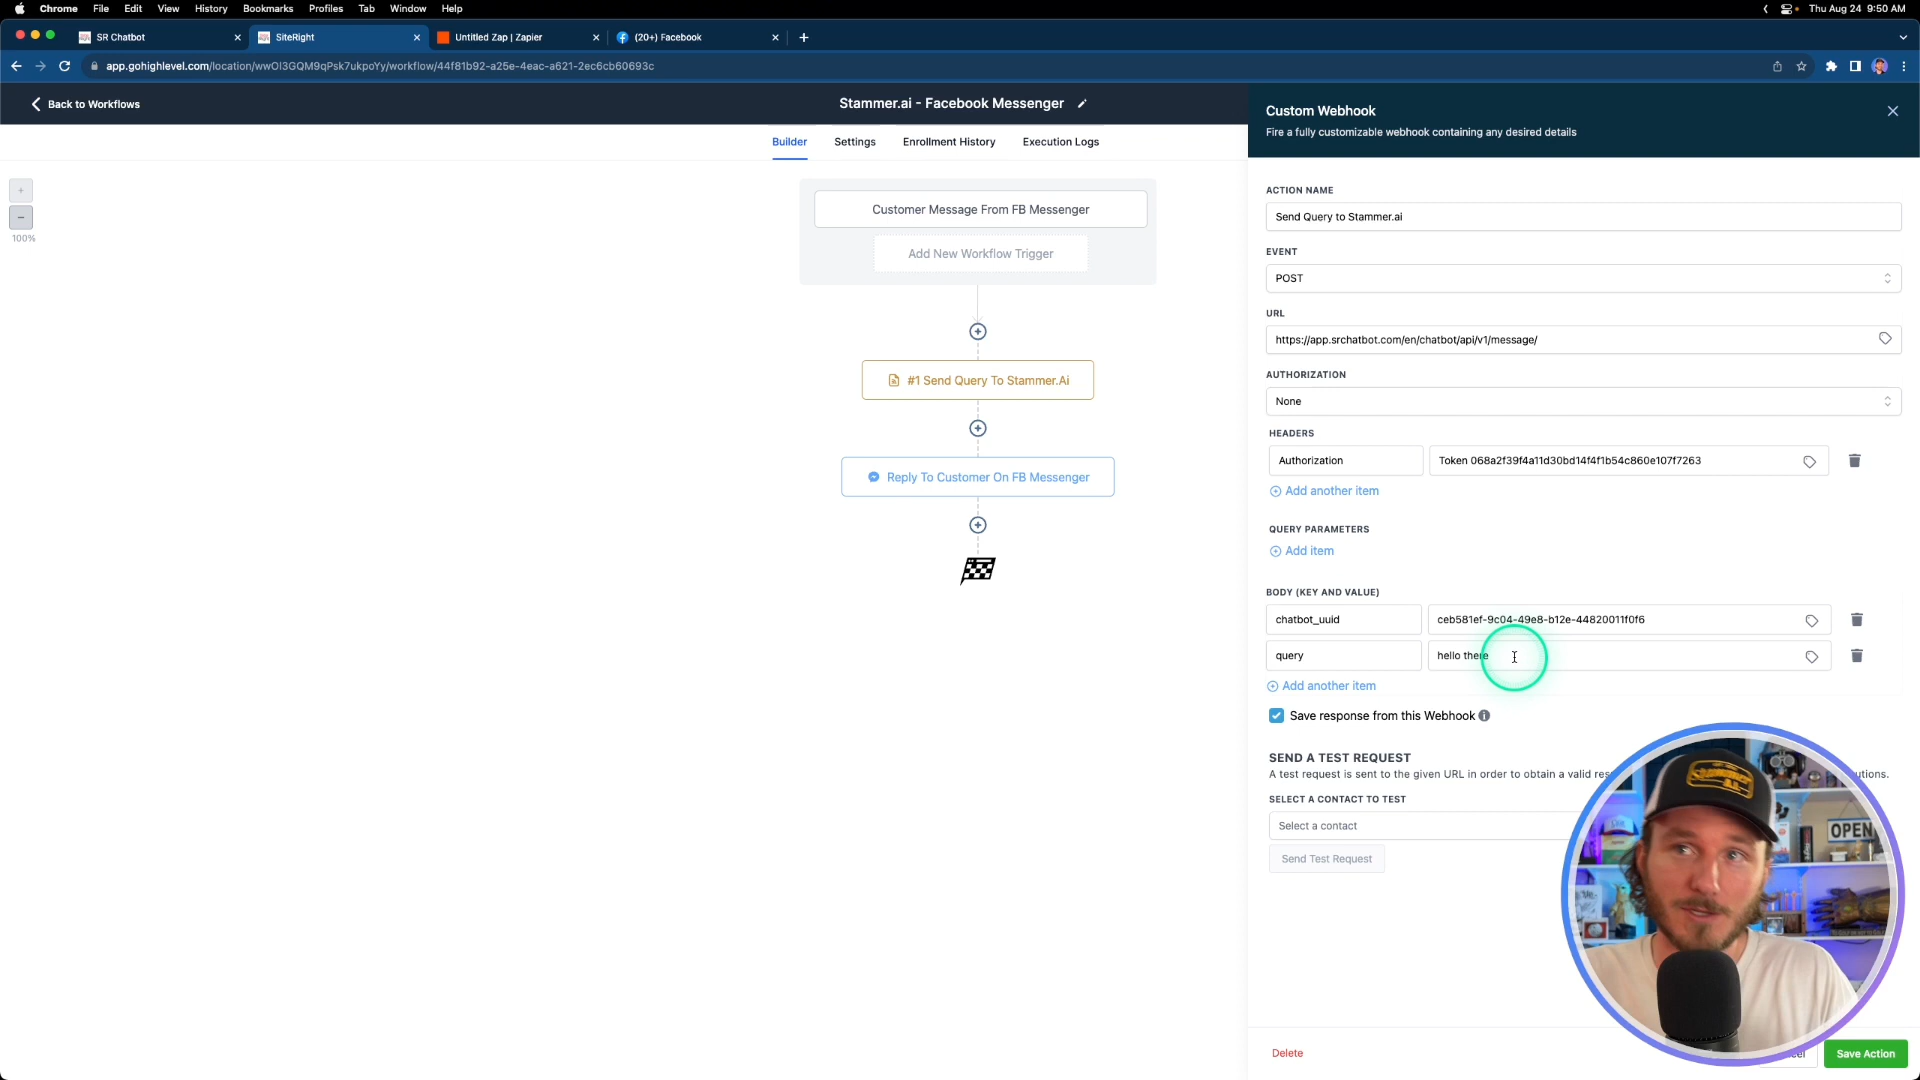 Chrome File Edit View History Bookmarks Profiles Tab Window Help
Thu Aug 24 9:50 AM
SR Chatbot
SiteRight
Untitled Zap | Zapier
(20+) Facebook
app.gohighlevel.com/location/wwOI3GQM9qPsk7ukpoYy/workflow/44f81b92-a25e-4eac-a621-2ec6cb60693c
Back to Workflows
Stammer.ai - Facebook Messenger
Builder Settings Enrollment History Execution Logs
100%
Customer Message From FB Messenger
Add New Workflow Trigger
#1 Send Query To Stammer.Ai
Reply To Customer On FB Messenger
Custom Webhook
Fire a fully customizable webhook containing any desired details
ACTION NAME
Send Query to Stammer.ai
EVENT
POST
URL
https://app.srchatbot.com/en/chatbot/api/v1/message/
AUTHORIZATION
None
HEADERS
Authorization Token 068a2f39f4a11d30bd14f4f1b54c860e107f7263
Add another item
QUERY PARAMETERS
Add item
BODY (KEY AND VALUE)
chatbot_uuid ceb581ef-9c04-49e8-b12e-44820011f0f6
query hello there
Add another item
Save response from this Webhook
SEND A TEST REQUEST
A test request is sent to the given URL in order to obtain a valid
SELECT A CONTACT TO TEST
Select a contact
Send Test Request
OPEN
Delete
Save Action